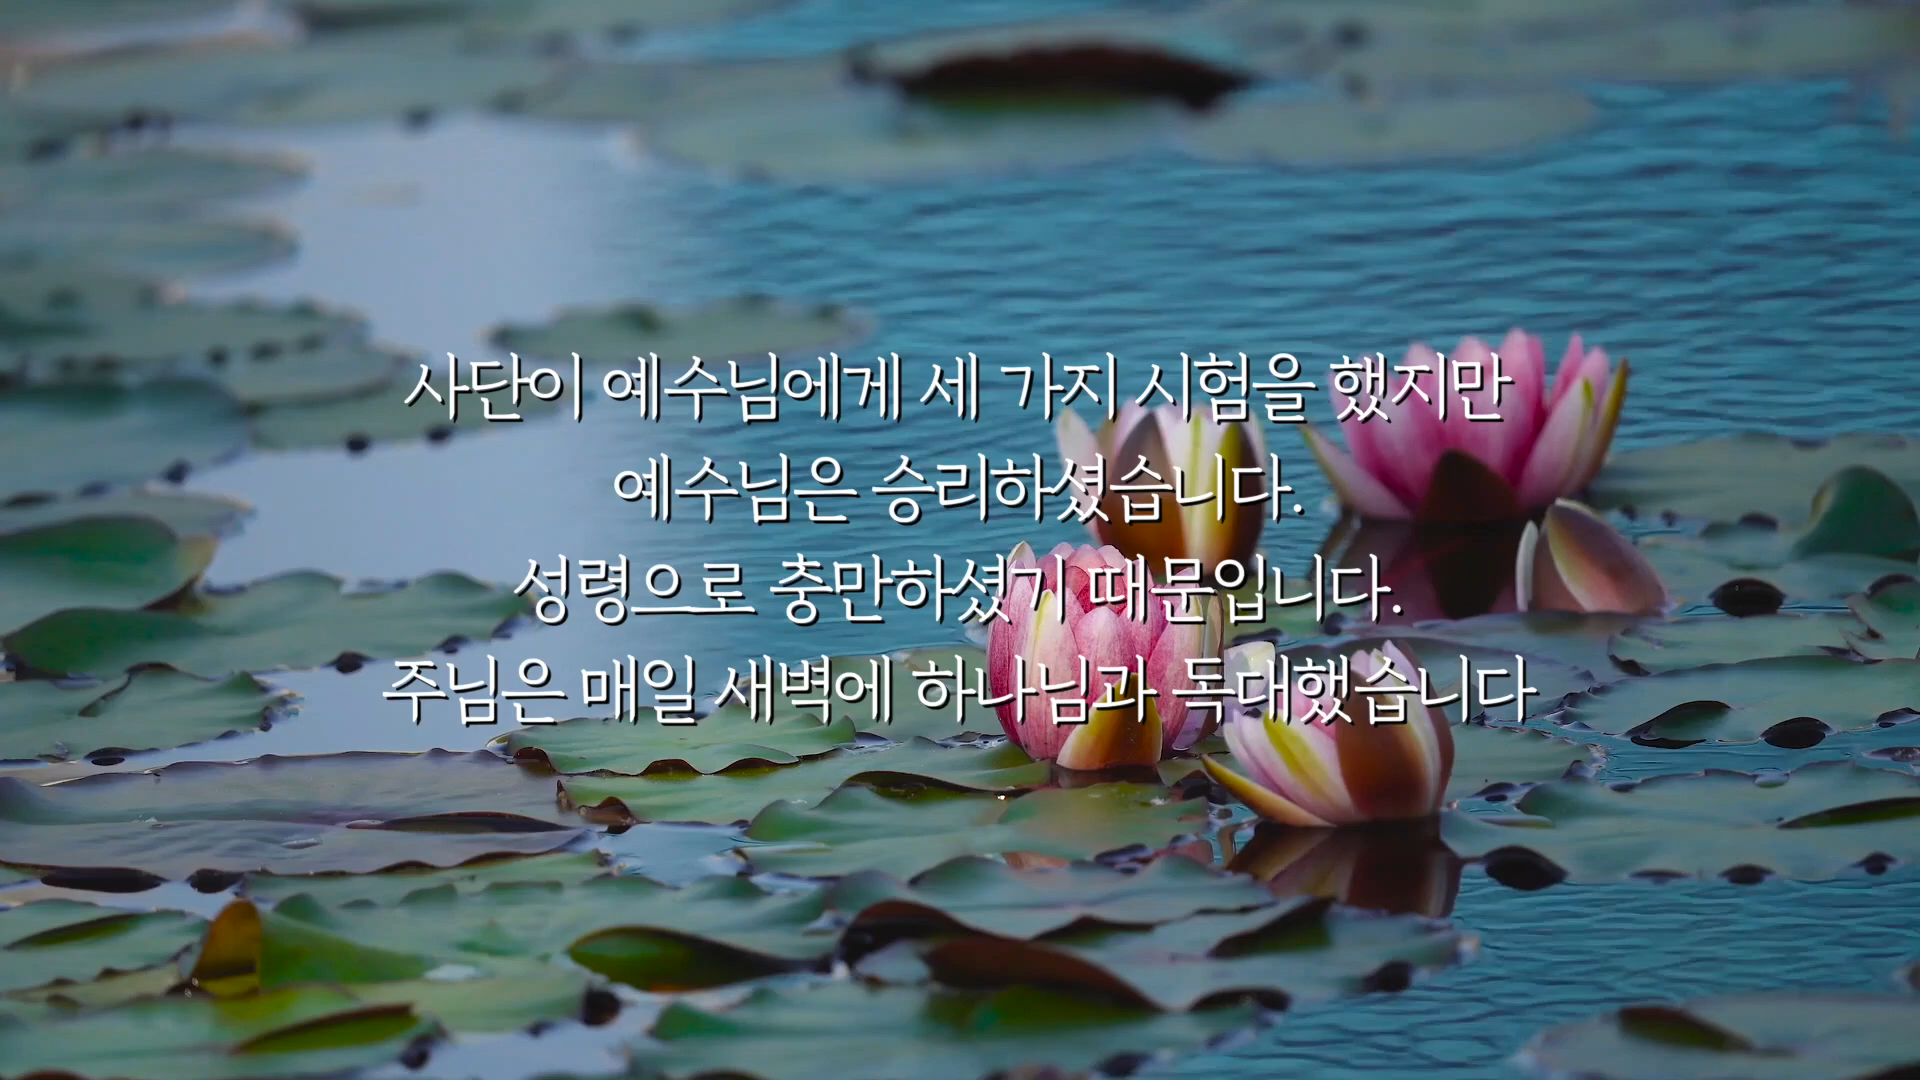 사단이 예수님에게 세 가지 시험을 했지만
예수님은 승리하셨습니다.
성령으로 충만하셨기 때문입니다.
주님은 매일 새벽에 하나님과 독대했습니다